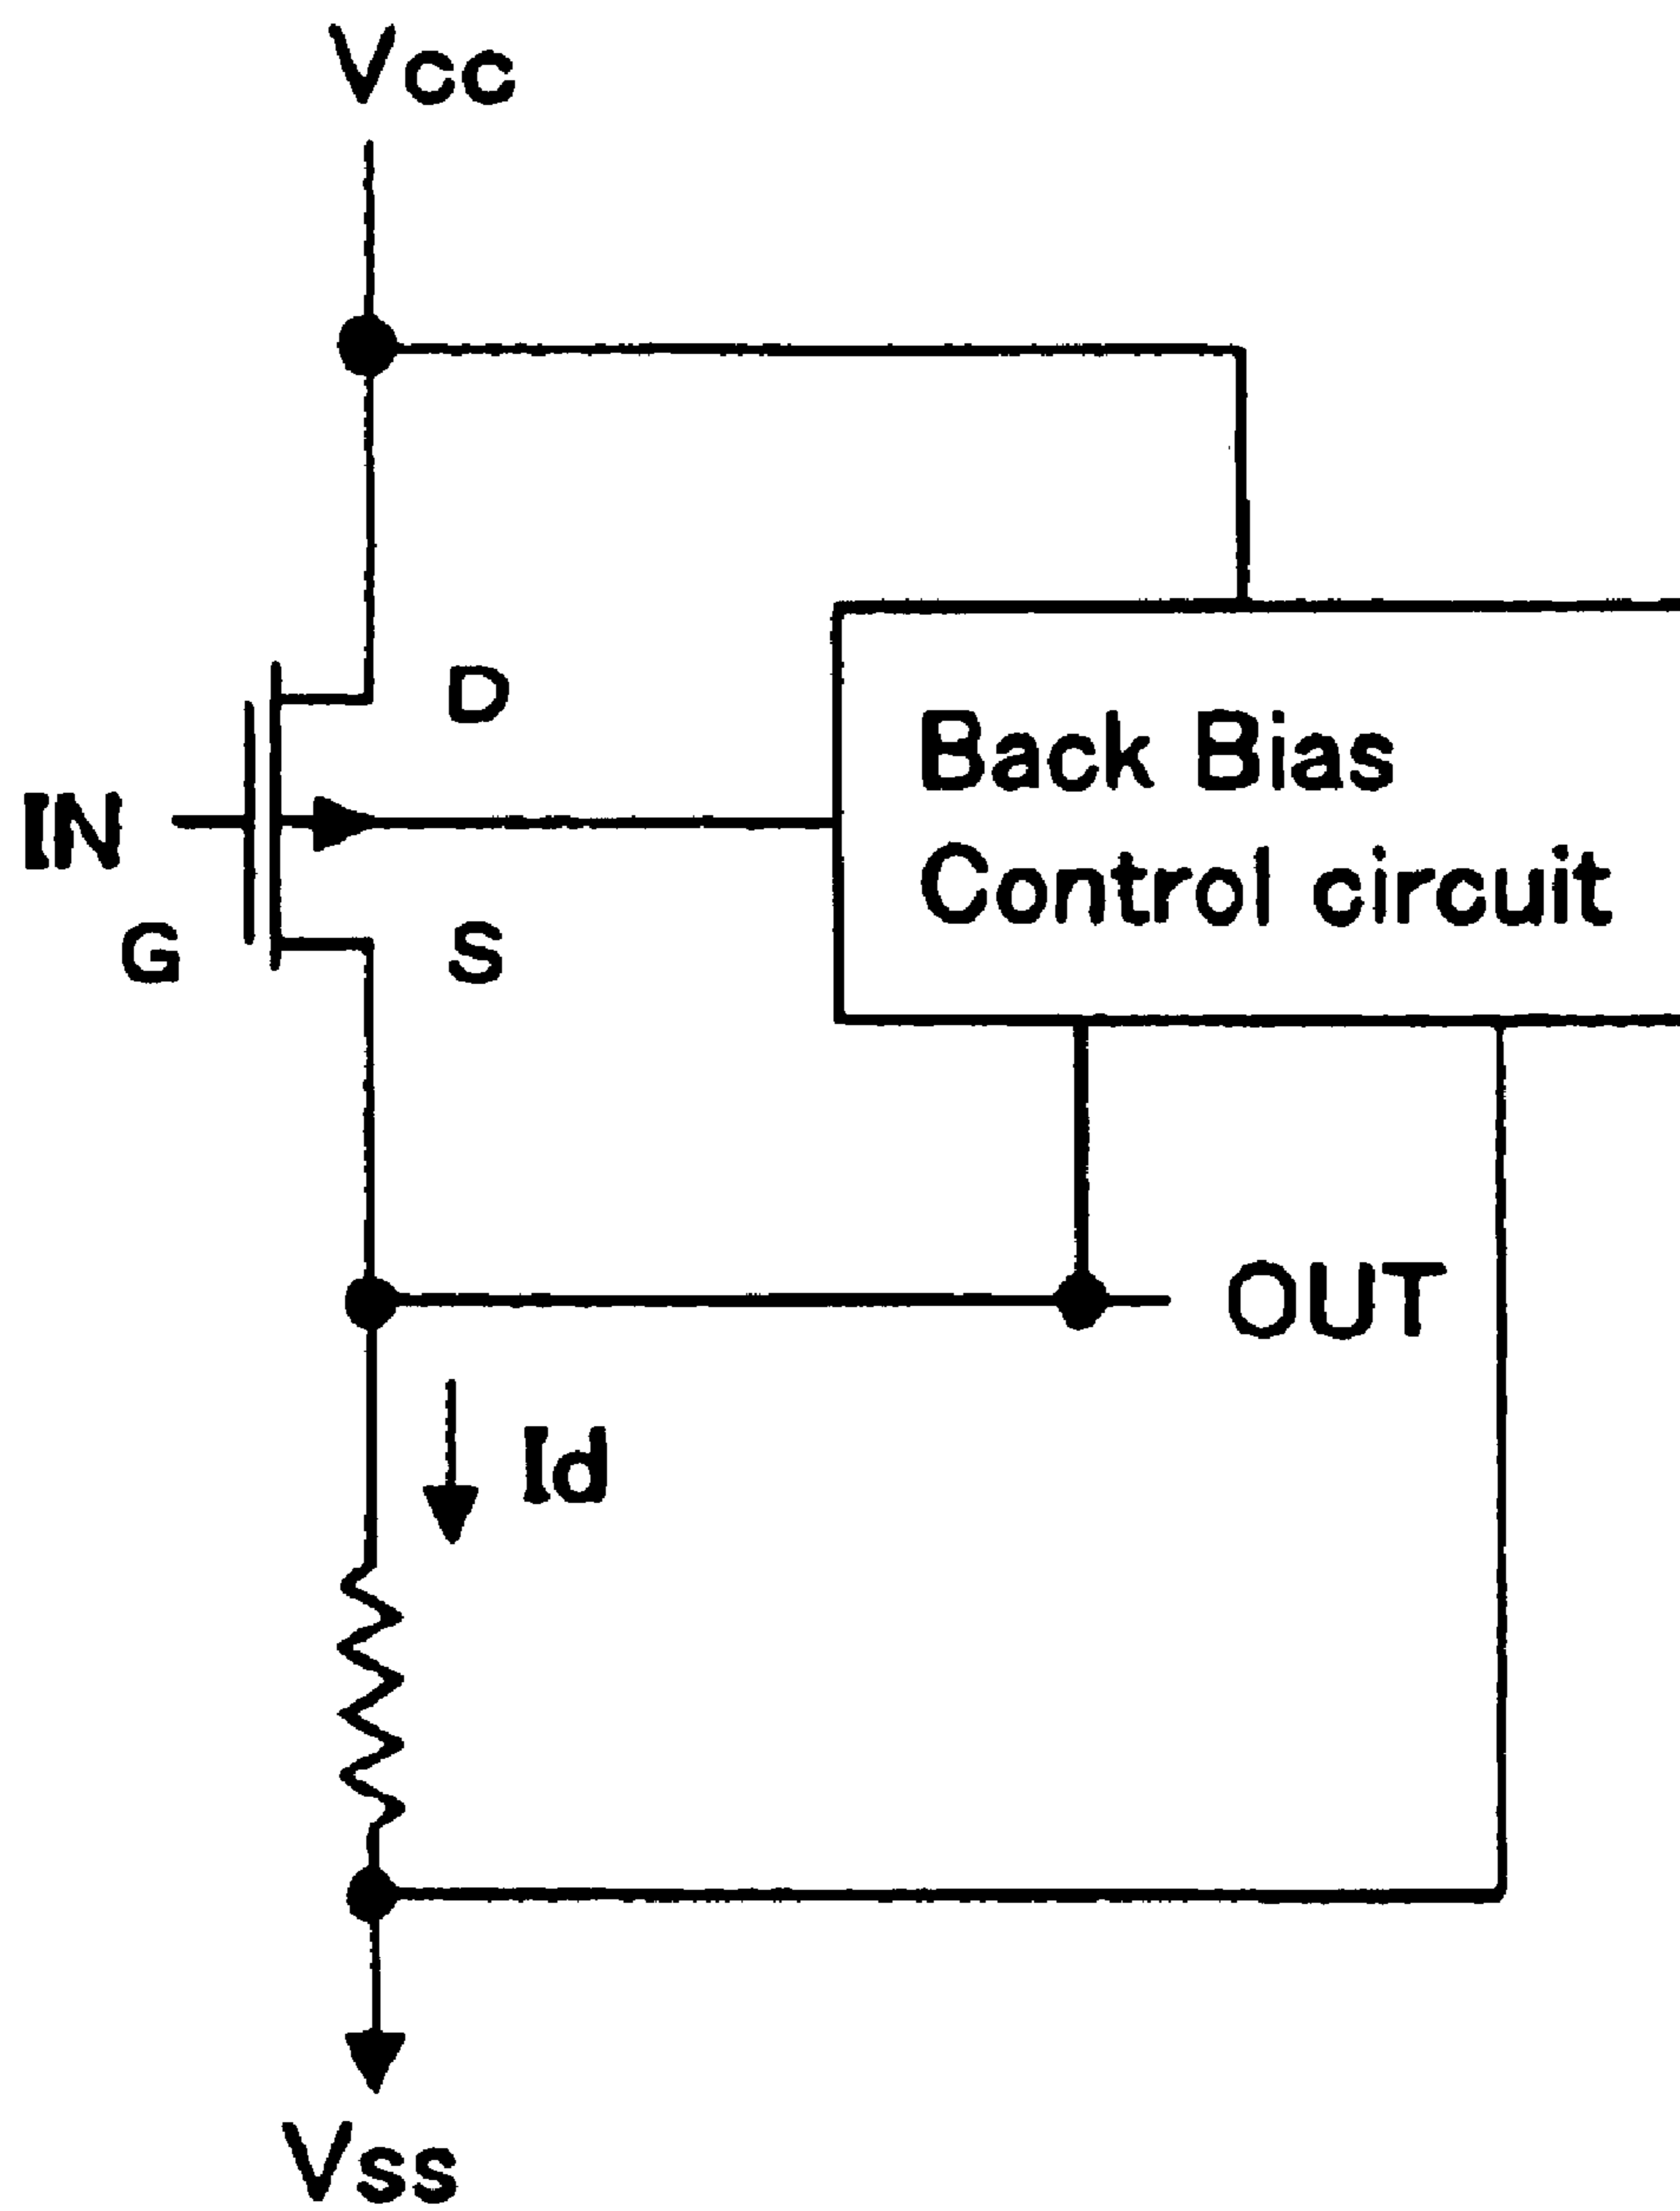 Vcc
D
Back Bias
IN
Control circuit
G
S
OUT
Id
Vss